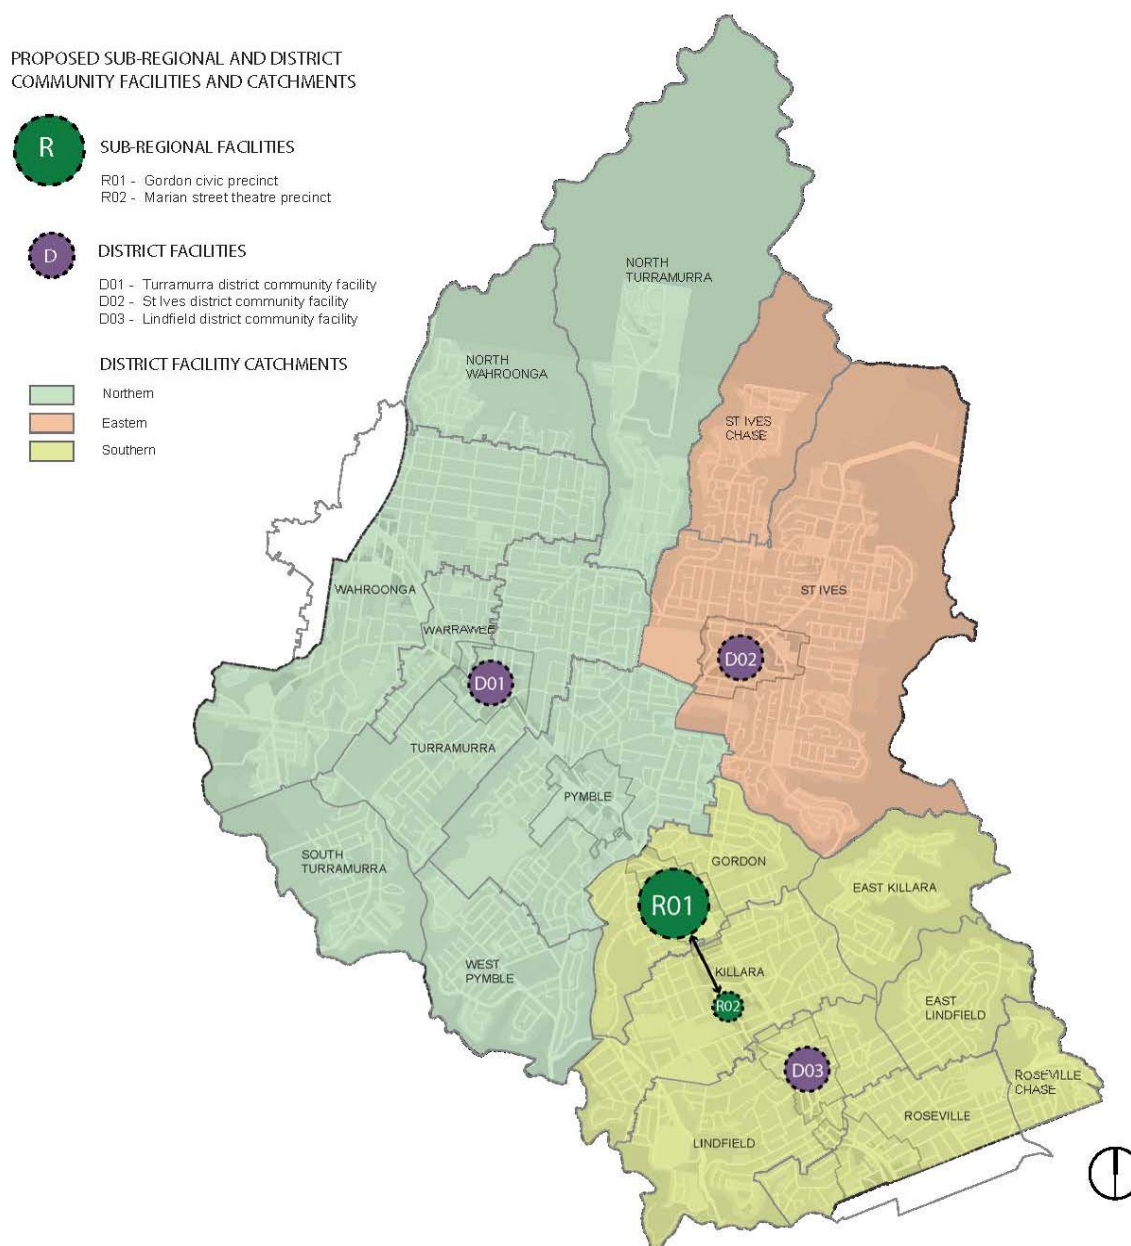 PROPOSED SUB-REGIONAL AND DISTRICT
COMMUNITY FACILITIES AND CATCHMENTS
R
SUB-REGIONAL FACILITIES
R01 - Gordon civic precinct
R02 - Marian street theatre precinct
D
DISTRICT FACILITIES
D01 - Turramurra district community facility
D02 - St Ives district community facility
D03 - Lindfield district community facility
DISTRICT FACILITIY CATCHMENTS
Northern
Eastern
Southern
NORTH
TURRAMURRA
NORTH
WAHROONGA
ST IVES
CHASE
WAHROONGA
ST IVES
WARRAWEE
D02
D01
TURRAMURRA
PYMBLE
SOUTH
TURRAMURRA
GORDON
EAST KILLARA
R01
WEST
PYMBLE
KILLARA
R02
EAST
LINDFIELD
D03
ROSEVILLE
CHASE
ROSEVILLE
LINDFIELD